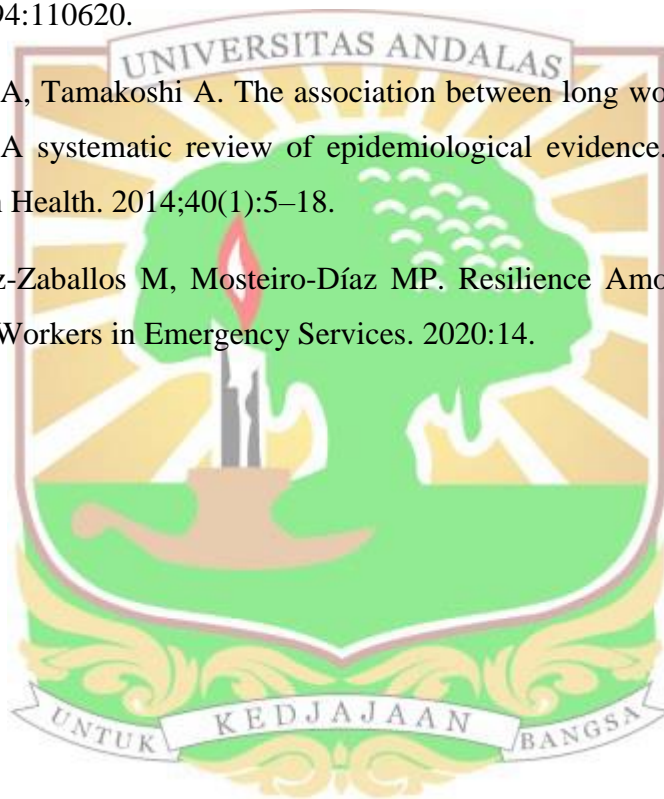 94:110620.
UNIVERSITAS ANDALAS
A, Tamakoshi A. The association between long wo
A systematic review of epidemiological evidence.
Health. 2014;40(1):5–18.
z-Zaballos M, Mosteiro-Díaz MP. Resilience Amo
Workers in Emergency Services. 2020:14.
UNTUK KEDJAJAAN BANGSA